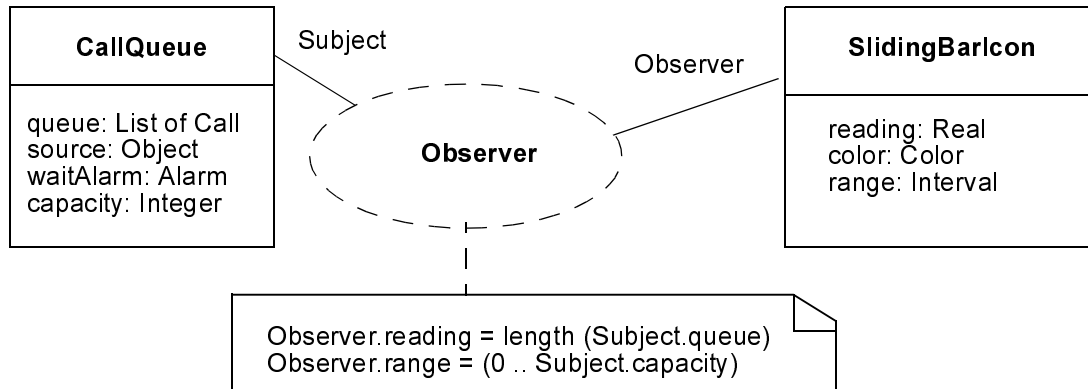 CallQueue
queue: List of Call
source: Object
waitAlarm: Alarm
capacity: Integer
Subject
Observer
Observer
SlidingBarIcon
reading: Real
color: Color
range: Interval
Observer.reading = length (Subject.queue)
Observer.range = (0 .. Subject.capacity)